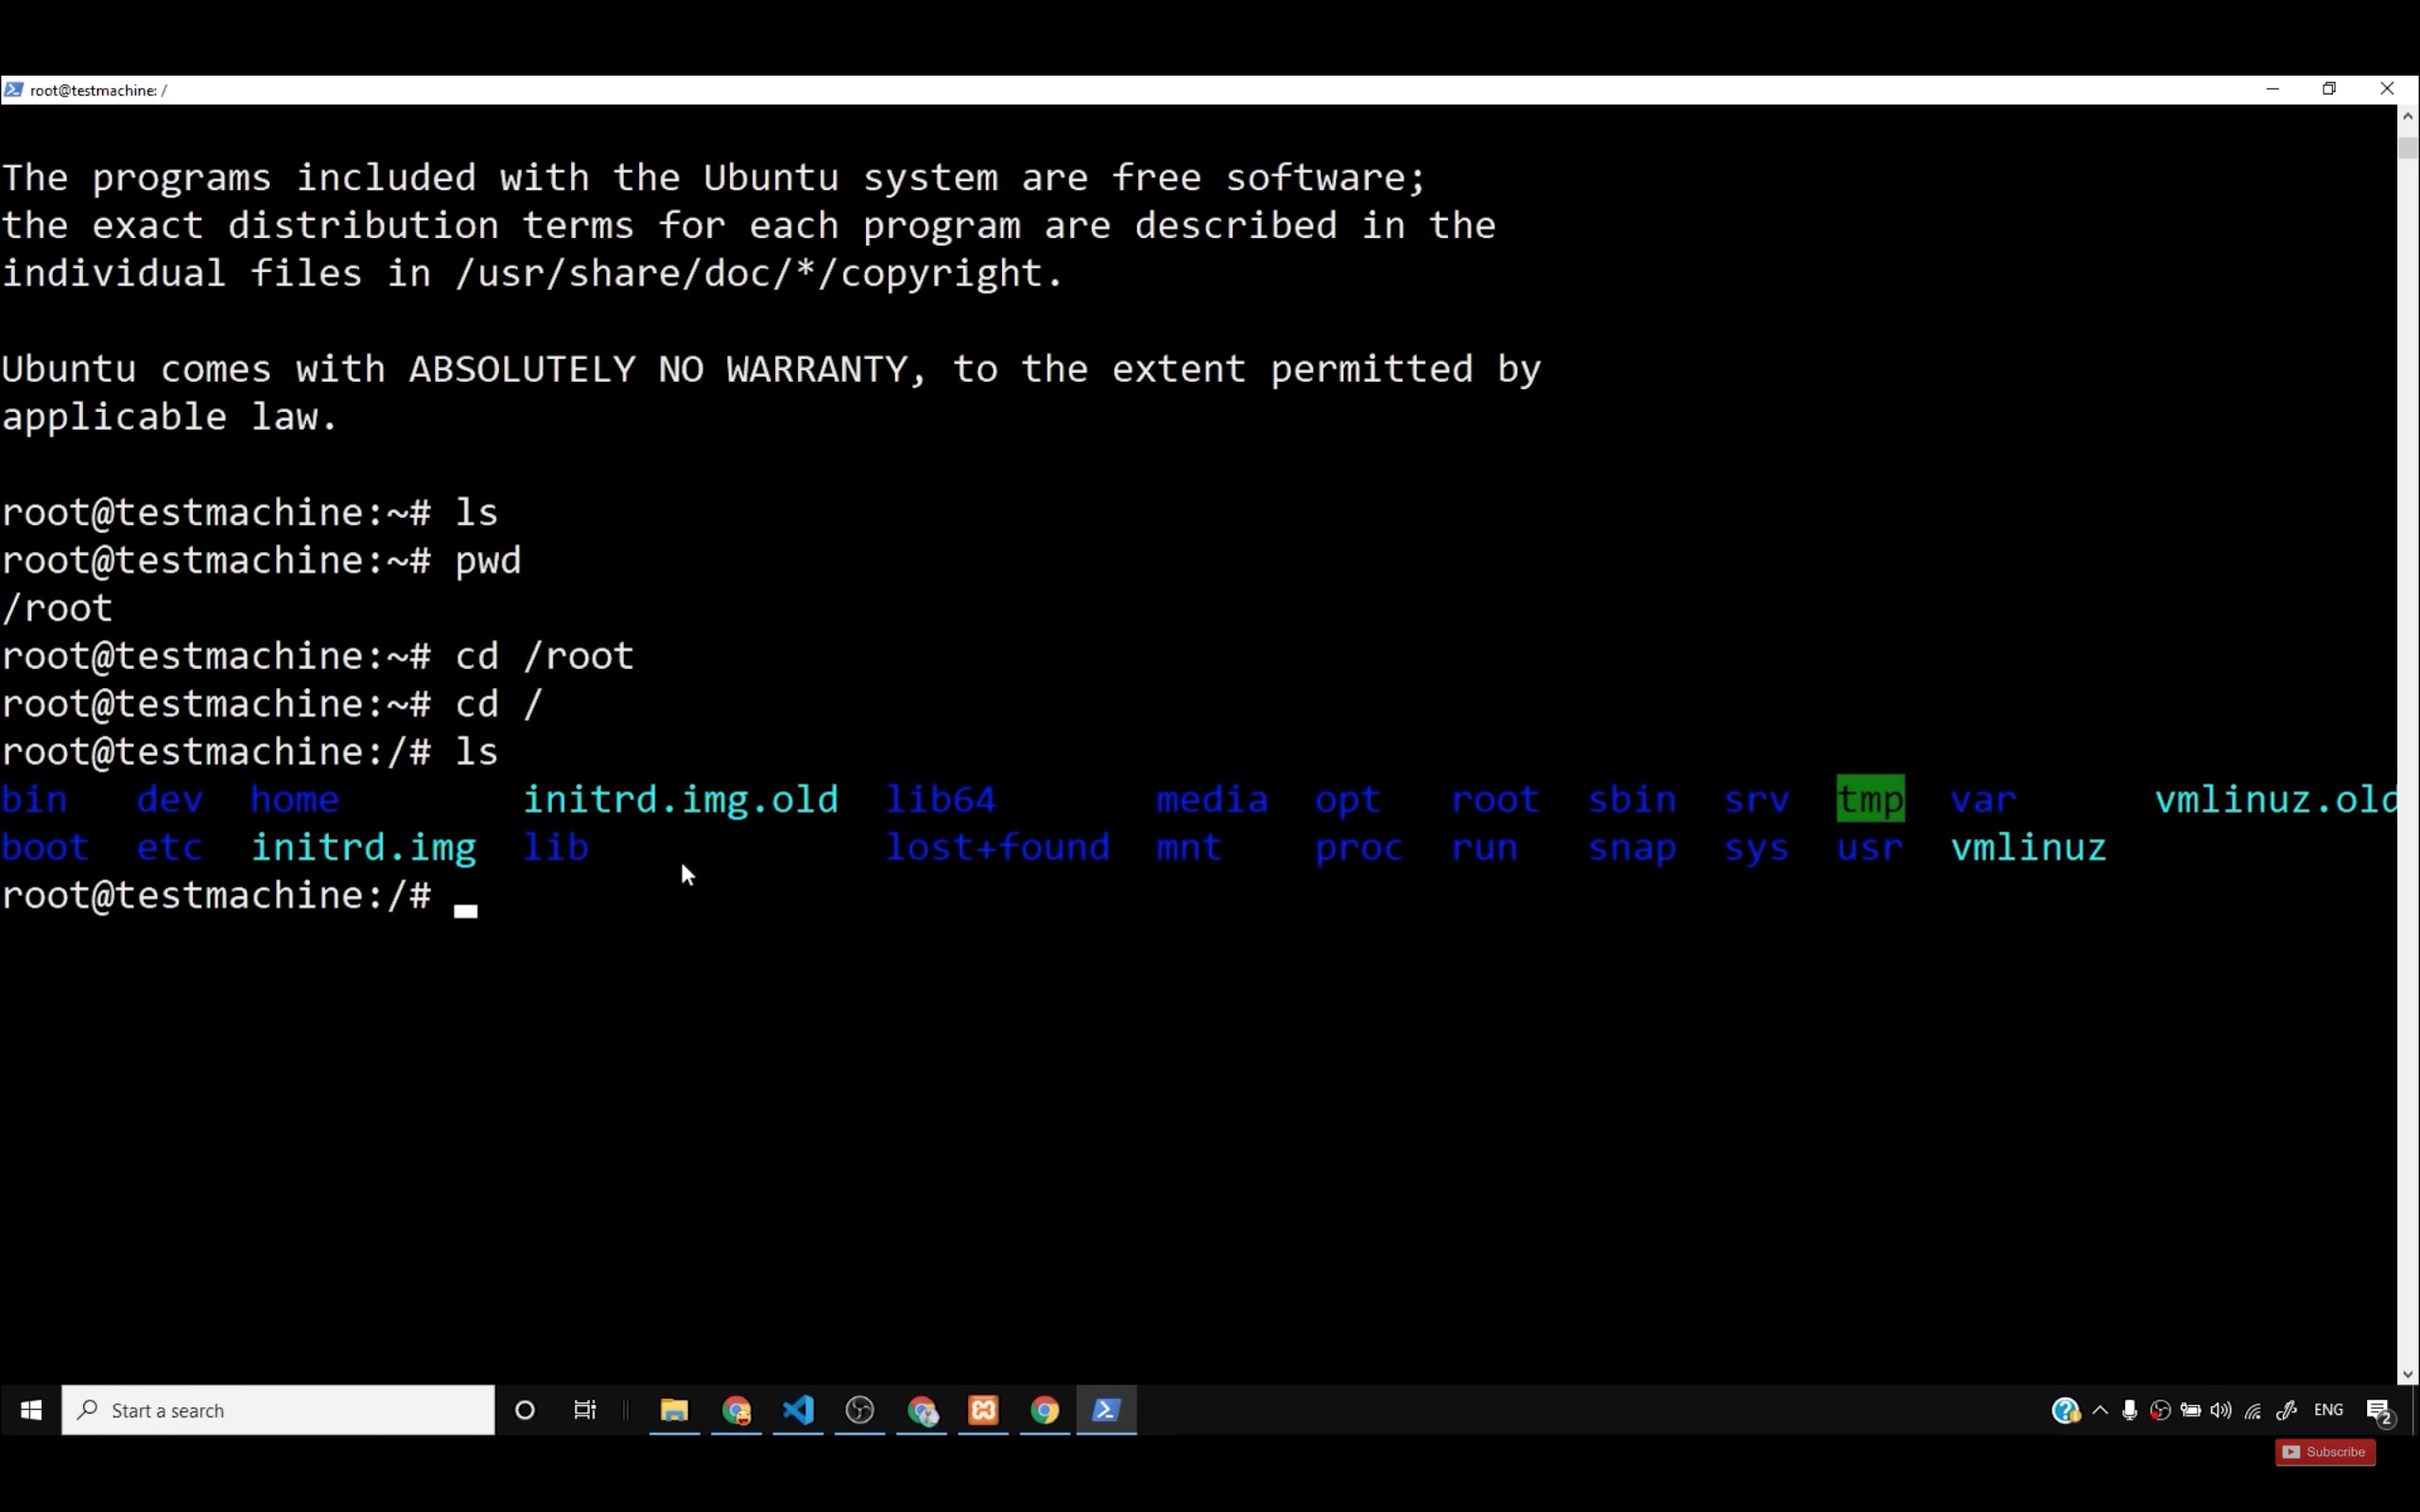 root@testmachine: /
The programs included with the Ubuntu system are free software;
the exact distribution terms for each program are described in the
individual files in /usr/share/doc/*/copyright.
Ubuntu comes with ABSOLUTELY NO WARRANTY, to the extent permitted by
applicable law.
root@testmachine:~# ls
root@testmachine:~# pwd
/root
root@testmachine:~# cd /root
root@testmachine:~# cd /
root@testmachine:/# ls
bin dev home initrd.img.old lib64 media opt root sbin srv tmp var vmlinuz.old
boot etc initrd.img lib lost+found mnt proc run snap sys usr vmlinuz
root@testmachine:/#
Start a search
ENG
2
Subscribe